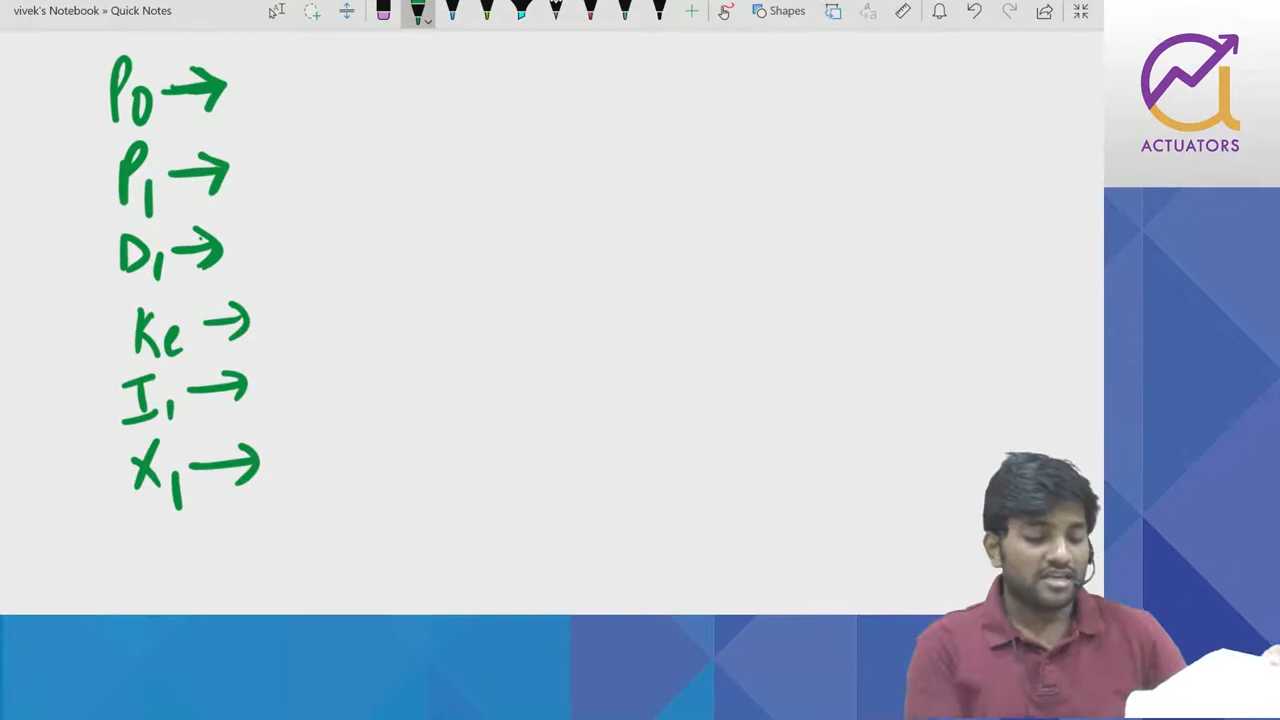 vivek's Notebook » Quick Notes
Shapes
P0 →
P1 →
D1 →
Ke →
I1 →
X1 →
ACTUATORS